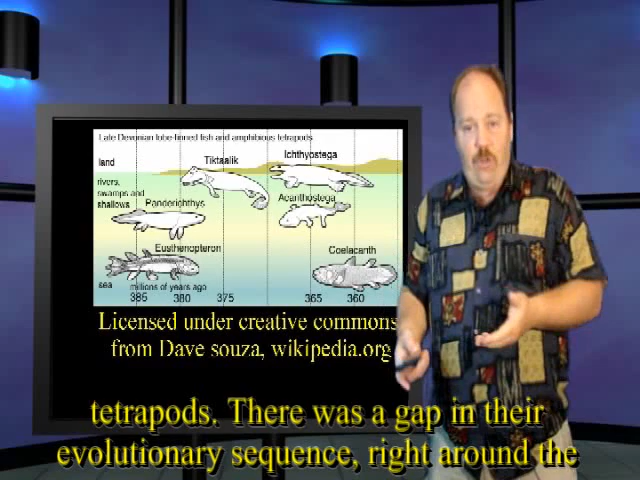 Late Devonian lobe-finned fish and amphibious tetrapods.
land
Tiktaalik
Ichthyostega
rivers,
swamps and
shallows
Panderichthys
Acanthostega
Eusthenopteron
Coelacanth
sea
millions of years ago
385 380 375 365 360
Licensed under creative commons
from Dave souza, wikipedia.org
tetrapods. There was a gap in their
evolutionary sequence, right around the